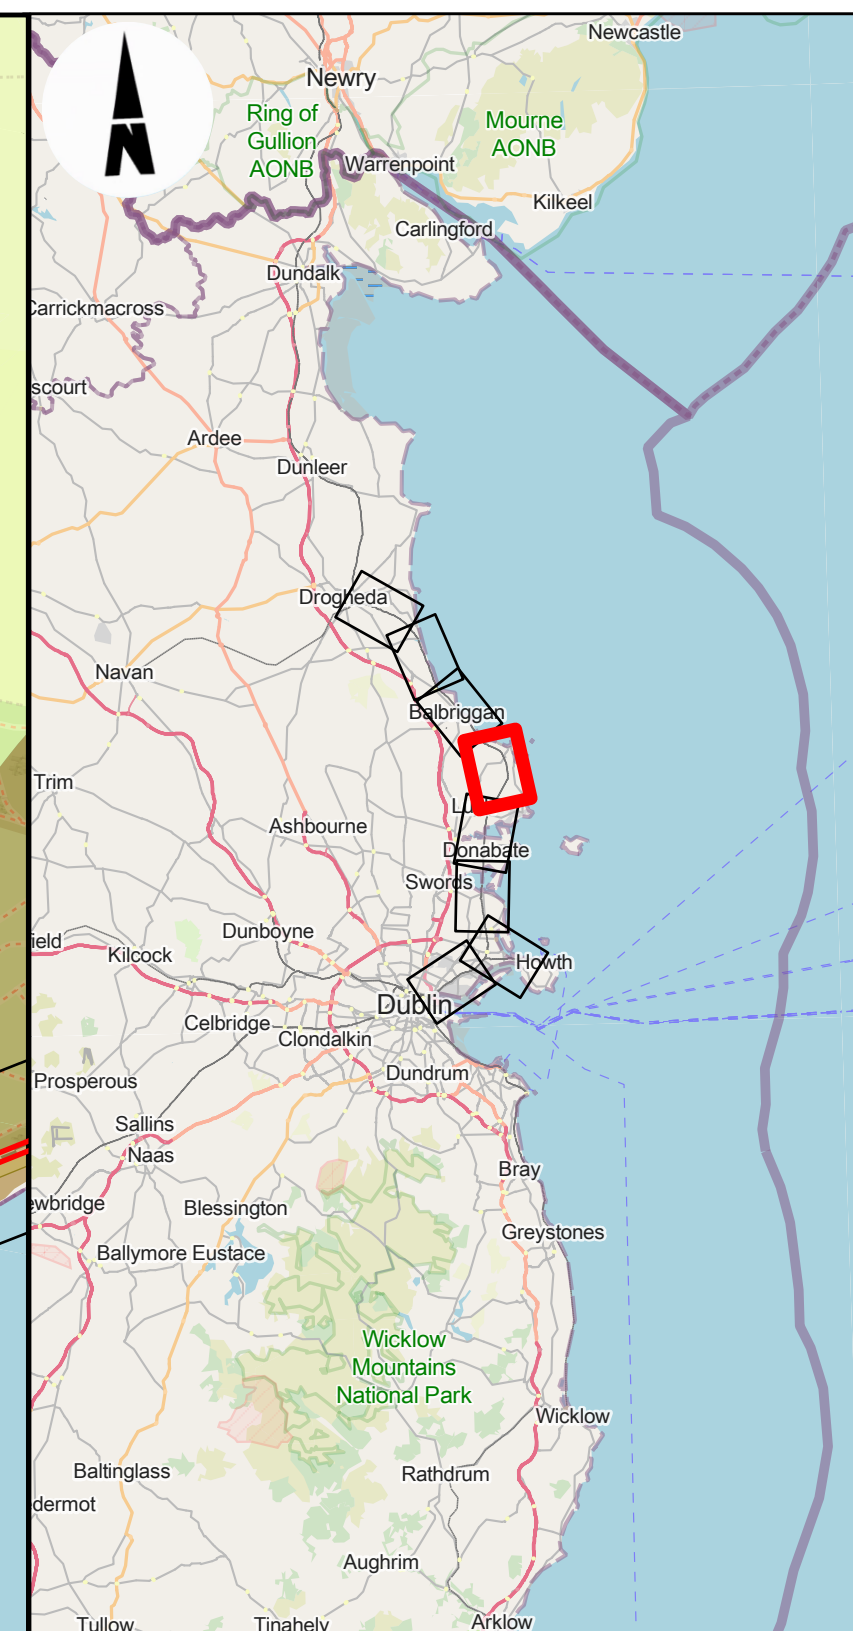 Newcastle
Newry
Ring of
Gullion
AONB
Mourne
AONB
N
Warrenpoint
Kilkeel
Carlingford
Dundalk
Carrickmacross
scourt
Ardee
Dunleer
Drogheda
Navan
Balbriggan
Trim
Ashbourne
Donabate
Swords
Dunboyne
ield
Kilcock
Howth
Dublin
Celbridge
Clondalkin
Dundrum
Prosperous
Sallins
Naas
Bray
ewbridge
Blessington
Greystones
Ballymore Eustace
Wicklow
Mountains
National Park
Wicklow
Baltinglass
Rathdrum
dermot
Aughrim
Tullow
Tinahely
Arklow